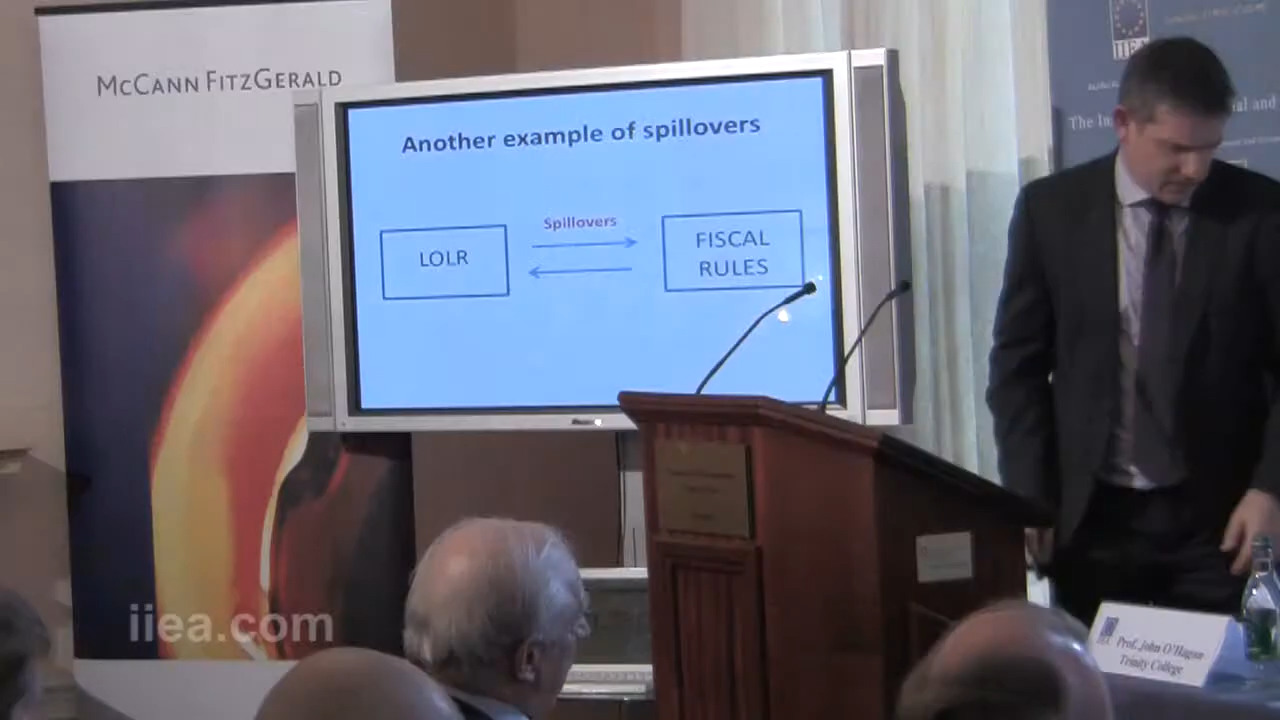 McCANN FITZGERALD
Another example of spillovers
Spillovers
LOLR
FISCAL
RULES
IIEA
The In
ial and
iiea.com
IIEA
Prof. John O'Hagan
Trinity College